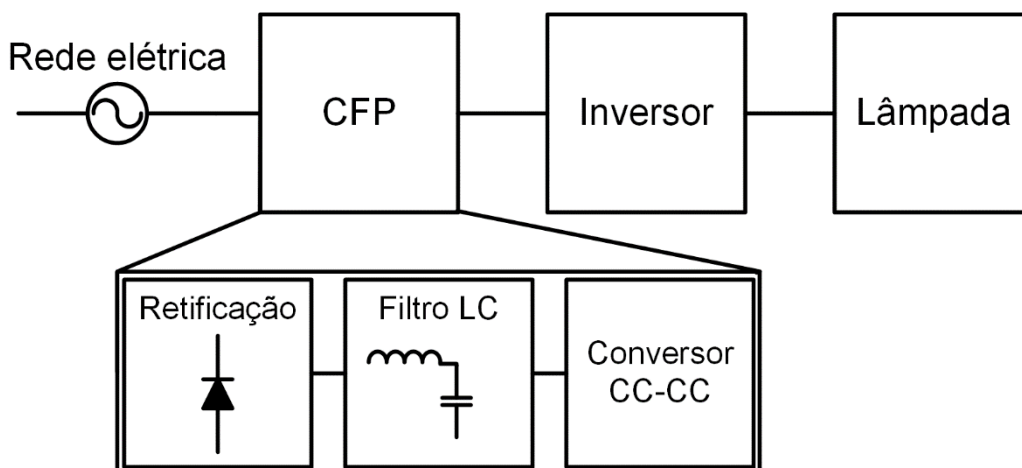 Rede elétrica
CFP
Inversor
Lâmpada
Retificação
Filtro LC
Conversor
CC-CC